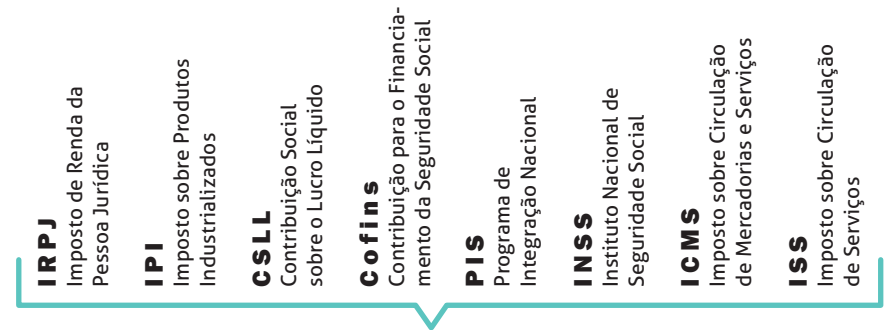 IRPJ
Imposto de Renda da
Pessoa Jurídica
IPI
Imposto sobre Produtos
Industrializados
CSLL
Contribuição Social
sobre o Lucro Líquido
Cofins
Contribuição para o Financia-
mento da Seguridade Social
PIS
Programa de
Integração Nacional
INSS
Instituto Nacional de
Seguridade Social
ICMS
Imposto sobre Circulação
de Mercadorias e Serviços
ISS
Imposto sobre Circulação
de Serviços